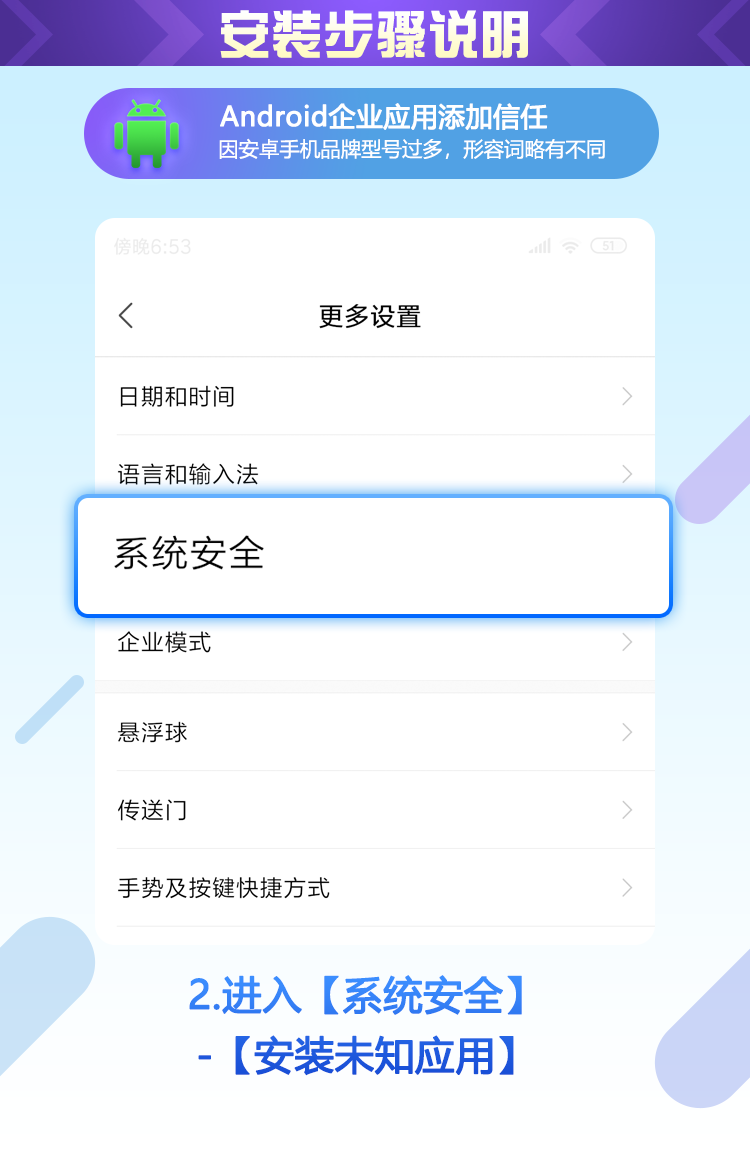 安装步骤说明
Android企业应用添加信任
因安卓手机品牌型号过多，形容词略有不同
傍晚6:53
51
更多设置
日期和时间
语言和输入法
系统安全
企业模式
悬浮球
传送门
手势及按键快捷方式
2.进入【系统安全】
-【安装未知应用】